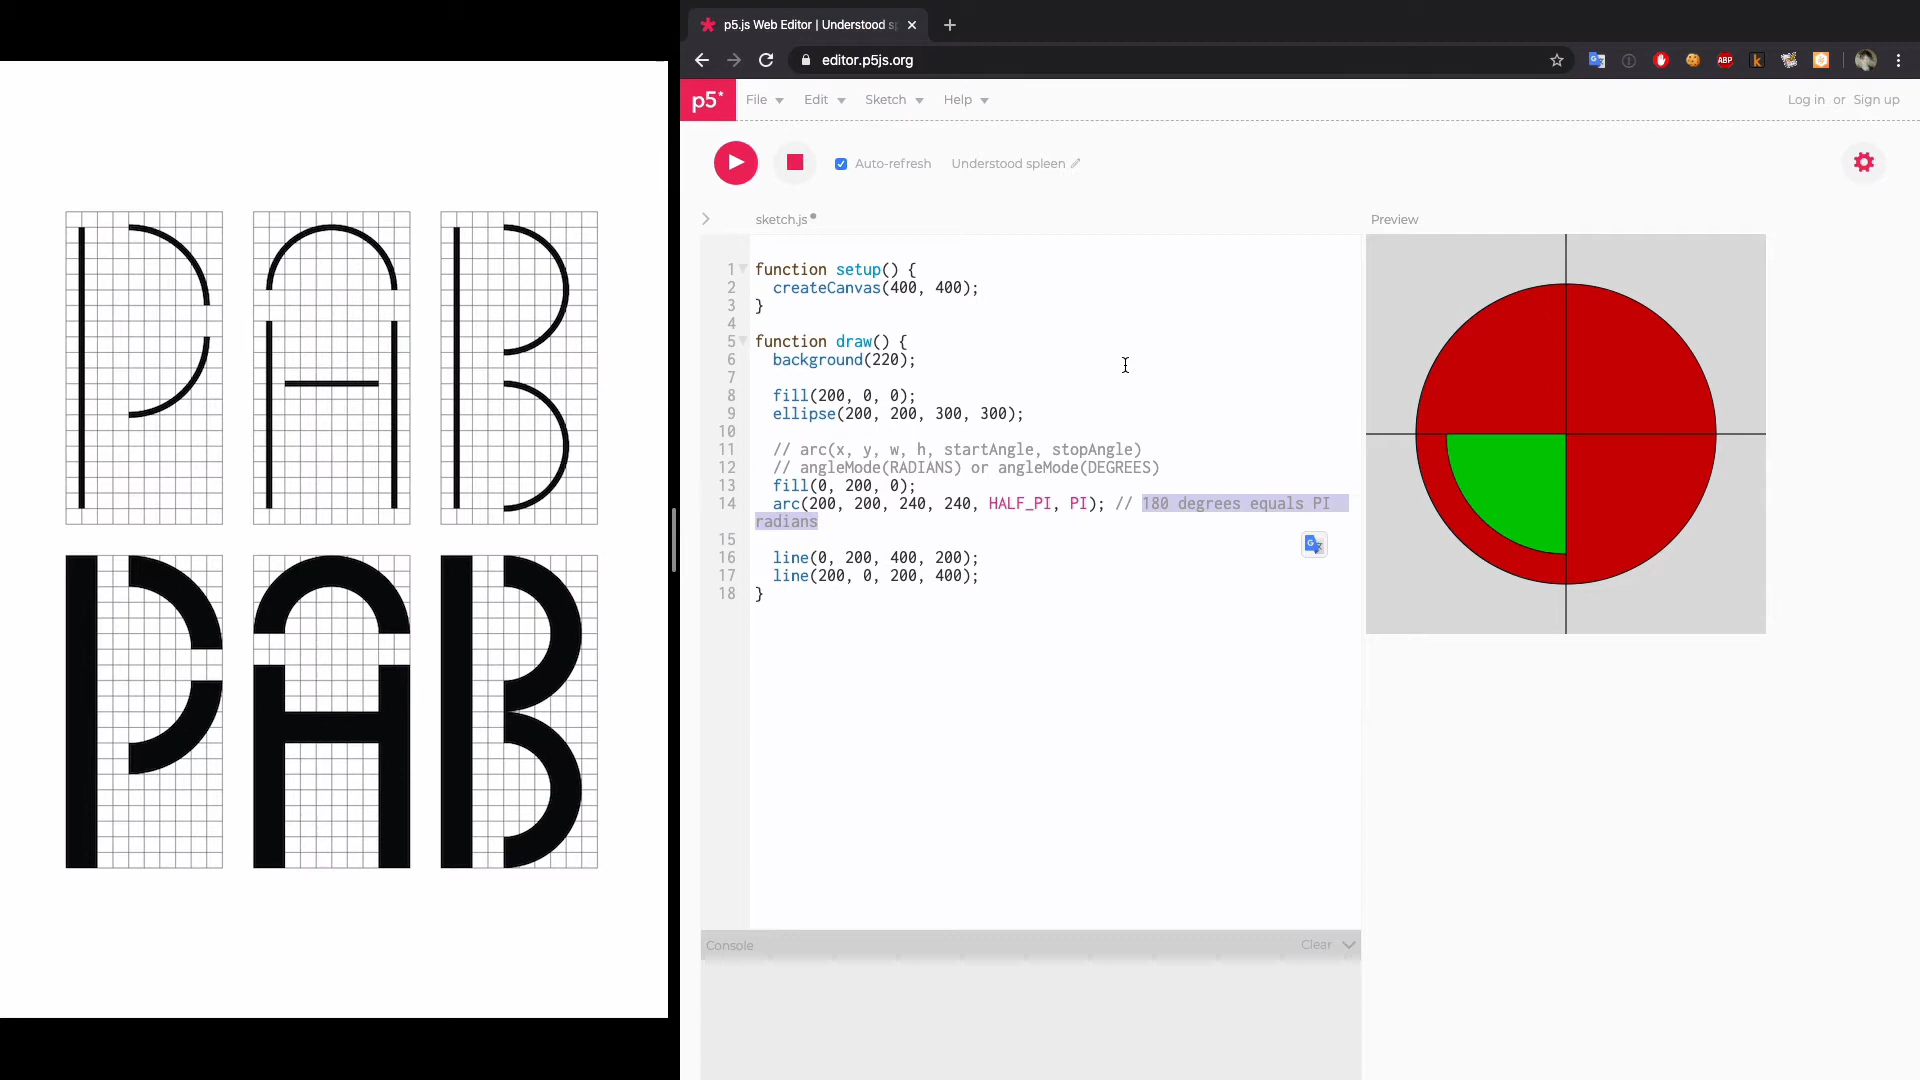 p5.js Web Editor | Understood sp
editor.p5js.org
ABP
k
p5*
File
Edit
Sketch
Help
Log in or Sign up
Auto-refresh
Understood spleen
sketch.js
Preview
1 function setup() {
2 createCanvas(400, 400);
3 }
4
5 function draw() {
6 background(220);
7
8 fill(200, 0, 0);
9 ellipse(200, 200, 300, 300);
10
11 // arc(x, y, w, h, startAngle, stopAngle)
12 // angleMode(RADIANS) or angleMode(DEGREES)
13 fill(0, 200, 0);
14 arc(200, 200, 240, 240, HALF_PI, PI); // 180 degrees equals PI
radians
15
16 line(0, 200, 400, 200);
17 line(200, 0, 200, 400);
18 }
Console
Clear
PAB
PAB